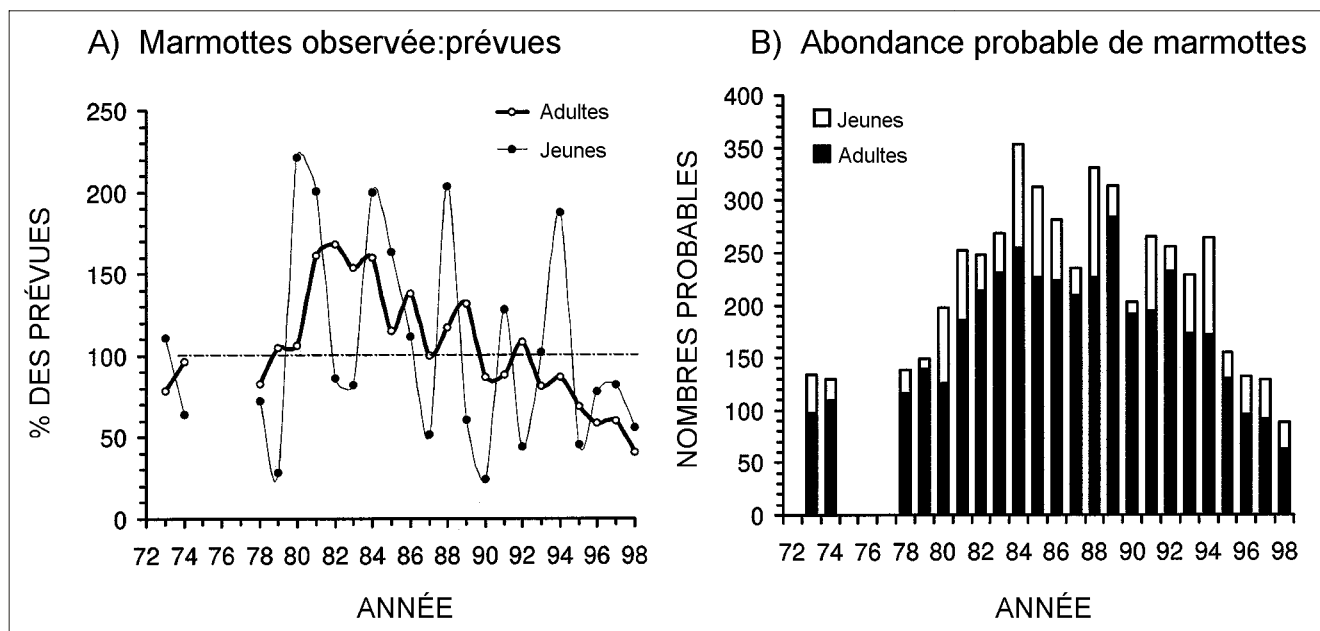 A) Marmottes observée:prévues
Adultes
Jeunes
% DES PRÉVUES
250
200
150
100
50
0
72 74 78 80 82 84 86 88 90 92 94 96 98
ANNÉE
B) Abondance probable de marmottes
Jeunes
Adultes
NOMBRES PROBABLES
400
350
300
250
200
150
100
50
0
72 74 76 78 80 82 84 86 88 90 92 94 96 98
ANNÉE